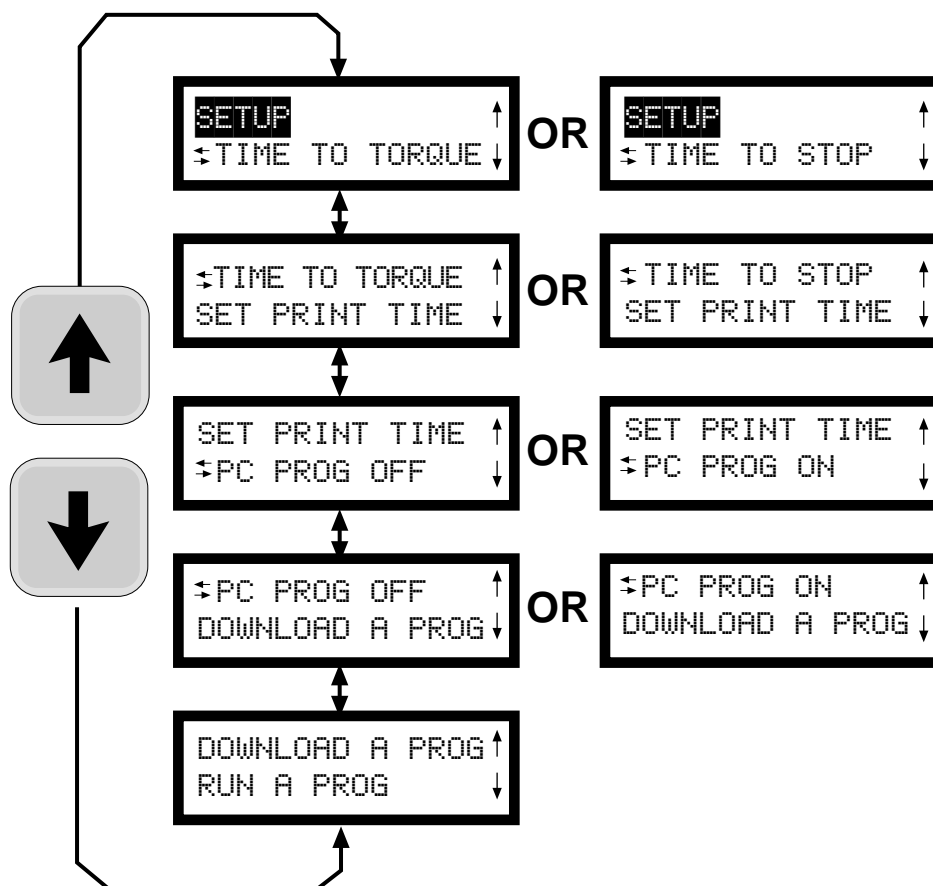 SETUP
TIME TO TORQUE
OR
SETUP
TIME TO STOP
TIME TO TORQUE
SET PRINT TIME
OR
TIME TO STOP
SET PRINT TIME
SET PRINT TIME
PC PROG OFF
OR
SET PRINT TIME
PC PROG ON
PC PROG OFF
DOWNLOAD A PROG
OR
PC PROG ON
DOWNLOAD A PROG
DOWNLOAD A PROG
RUN A PROG